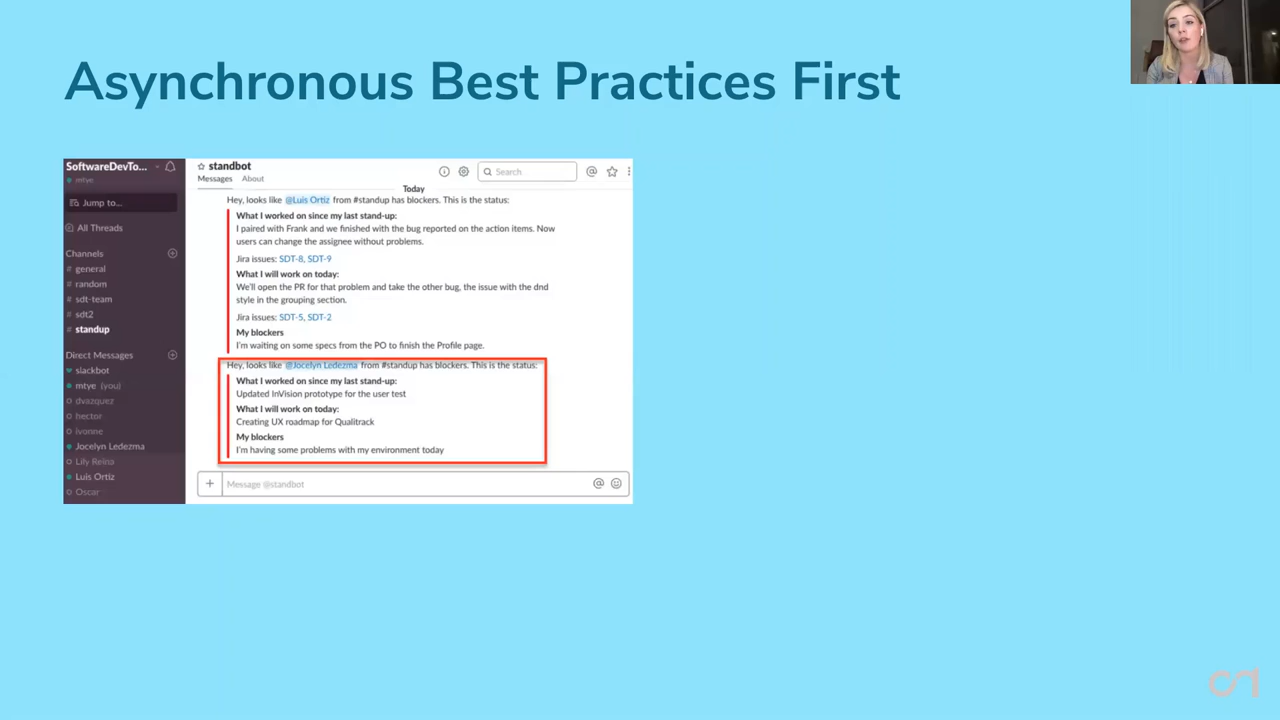 Asynchronous Best Practices First
SoftwareDevTo...
mtye
Jump to...
All Threads
Channels
# general
# random
# sdt-team
# sdt2
# standup
Direct Messages
slackbot
mtye (you)
dvazquez
hector
ivonne
Jocelyn Ledezma
Lily Reina
Luis Ortiz
Oscar
standbot
Messages About
Search
Today
Hey, looks like @Luis Ortiz from #standup has blockers. This is the status:
What I worked on since my last stand-up:
I paired with Frank and we finished with the bug reported on the action items. Now
users can change the assignee without problems.
Jira issues: SDT-8, SDT-9
What I will work on today:
We'll open the PR for that problem and take the other bug, the issue with the dnd
style in the grouping section.
Jira issues: SDT-5, SDT-2
My blockers
I'm waiting on some specs from the PO to finish the Profile page.
Hey, looks like @Jocelyn Ledezma from #standup has blockers. This is the status:
What I worked on since my last stand-up:
Updated InVision prototype for the user test
What I will work on today:
Creating UX roadmap for Qualitrack
My blockers
I'm having some problems with my environment today
Message @standbot